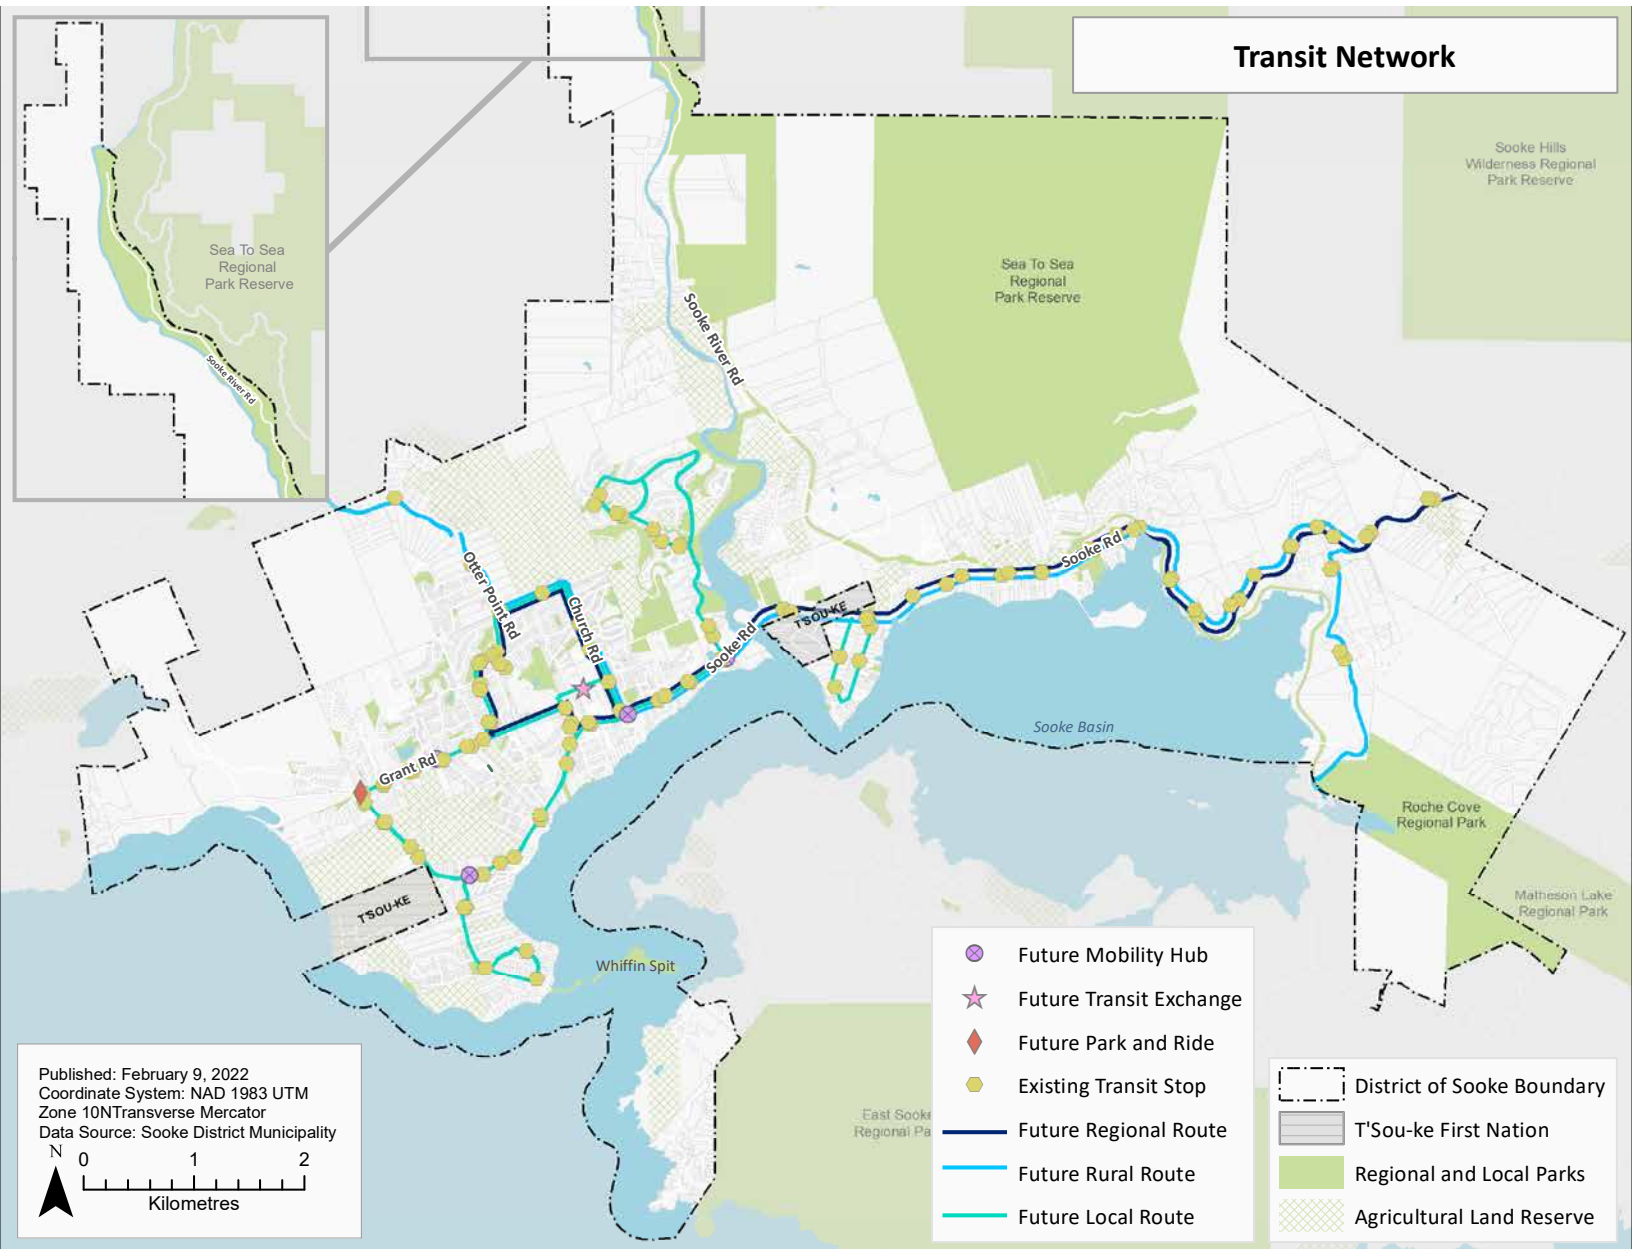 Transit Network
Sooke Hills
Wilderness Regional
Park Reserve
Sea To Sea
Regional
Park Reserve
Sooke River Rd
Sea To Sea
Regional
Park Reserve
Sooke River Rd
Otter Point Rd
Church Rd
Sooke Rd
Sooke Rd
T'SOU-KE
Grant Rd
Sooke Basin
Roche Cove
Regional Park
Matheson Lake
Regional Park
T'SOU-KE
Whiffin Spit
East Sooke
Regional Pa
Future Mobility Hub
Future Transit Exchange
Future Park and Ride
Existing Transit Stop
Future Regional Route
Future Rural Route
Future Local Route
District of Sooke Boundary
T'Sou-ke First Nation
Regional and Local Parks
Agricultural Land Reserve
Published: February 9, 2022
Coordinate System: NAD 1983 UTM
Zone 10NTransverse Mercator
Data Source: Sooke District Municipality
N
0 1 2
Kilometres